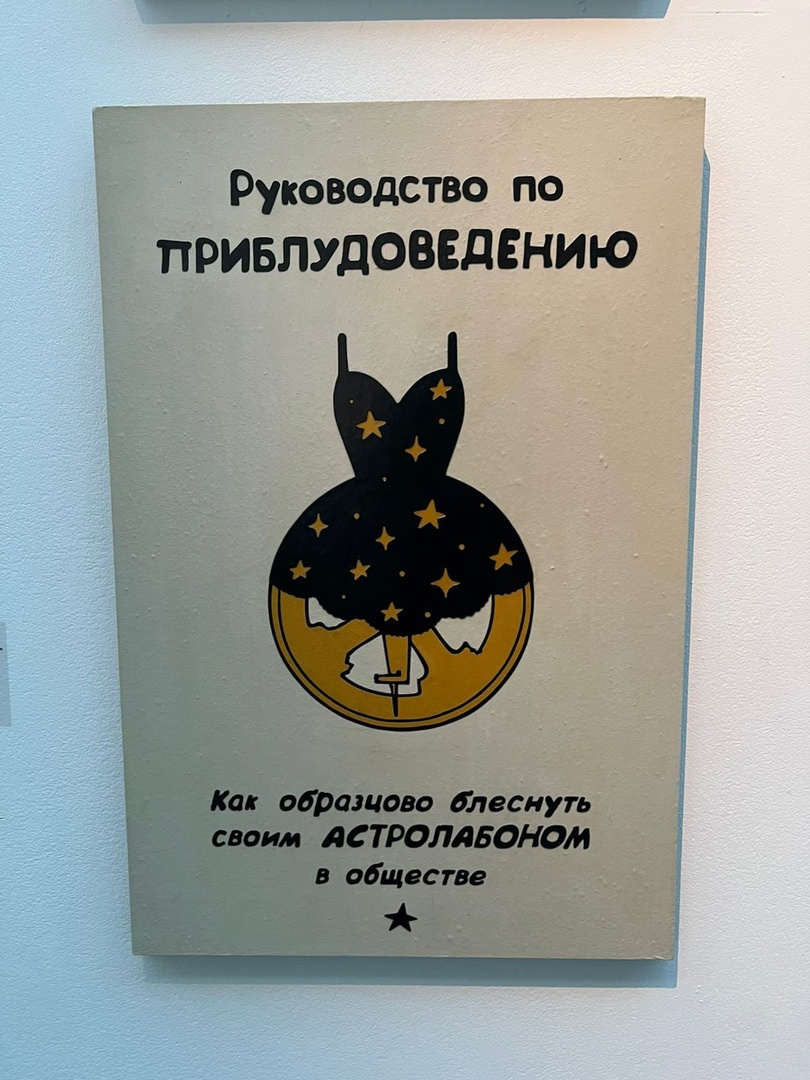 Руководство по
ПРИБЛУДОВЕДЕНИЮ
Как образцово блеснуть
своим АСТРОЛАБОНОМ
в обществе